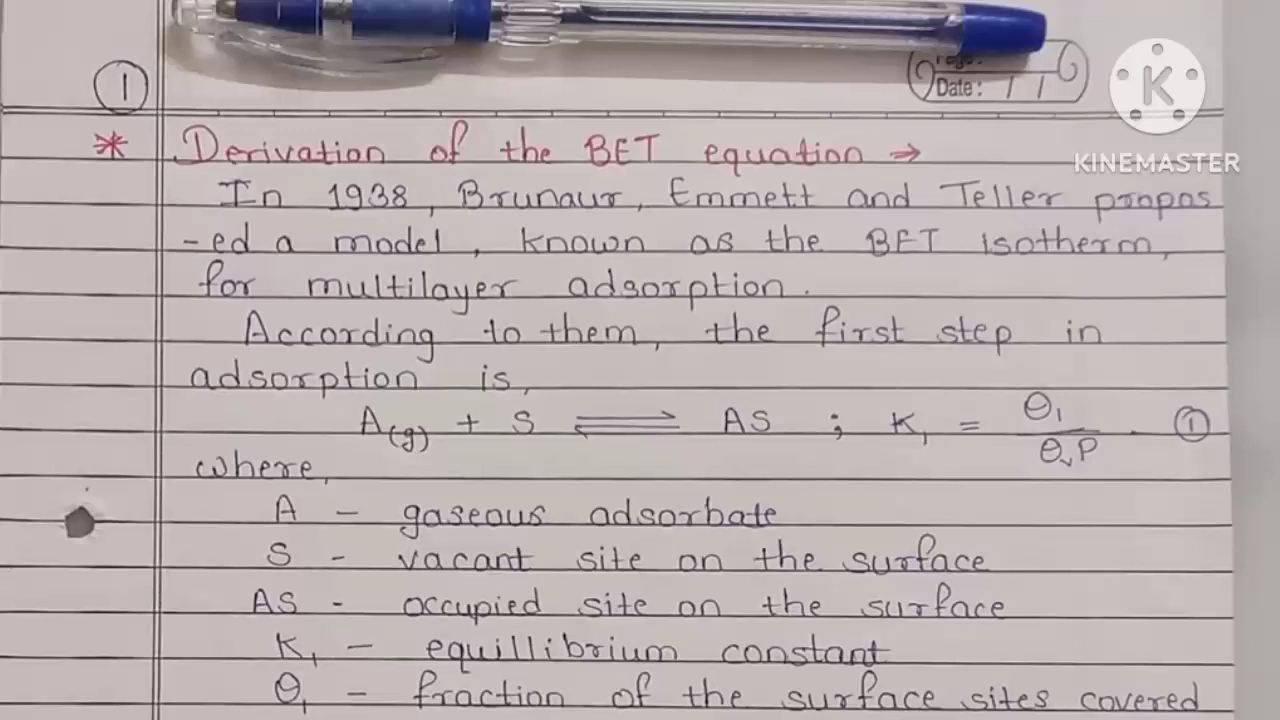 Page:
Date:
K
KINEMASTER
1
* Derivation of the BET equation →
In 1938, Brunaur, Emmett and Teller propos
-ed a model, known as the BET isotherm,
for multilayer adsorption.
According to them, the first step in
adsorption is,
A(g) + S ⇌ AS ; K₁ = θ₁ / θᵥP ①
where,
A - gaseous adsorbate
S - vacant site on the surface
AS - occupied site on the surface
K₁ - equillibrium constant
θ₁ - fraction of the surface sites covered